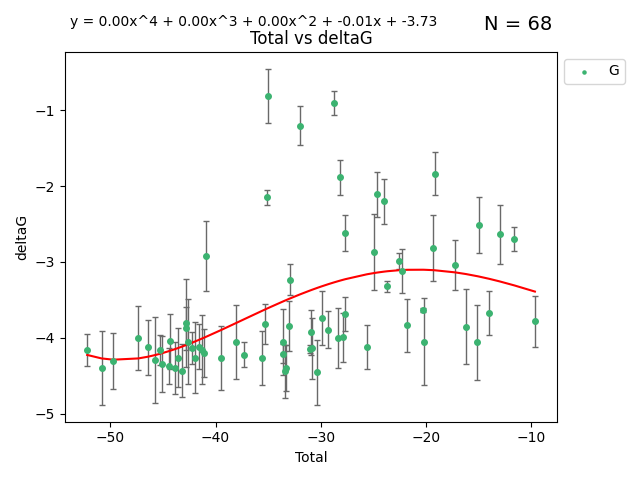 y = 0.00x^4 + 0.00x^3 + 0.00x^2 + -0.01x + -3.73
N = 68
Total vs deltaG
G
deltaG
−1
−2
−3
−4
−5
−50 −40 −30 −20 −10
Total